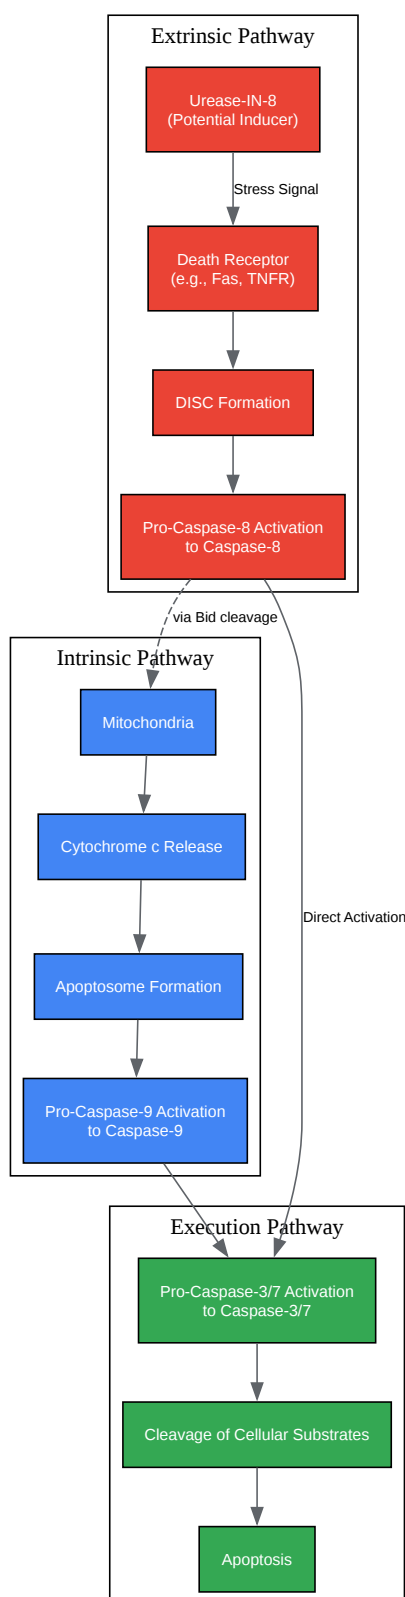 Extrinsic Pathway
Urease-IN-8
(Potential Inducer)
Stress Signal
Death Receptor
(e.g., Fas, TNFR)
DISC Formation
Pro-Caspase-8 Activation
to Caspase-8
via Bid cleavage
Intrinsic Pathway
Mitochondria
Cytochrome c Release
Direct Activation
Apoptosome Formation
Pro-Caspase-9 Activation
to Caspase-9
Execution Pathway
Pro-Caspase-3/7 Activation
to Caspase-3/7
Cleavage of Cellular Substrates
Apoptosis